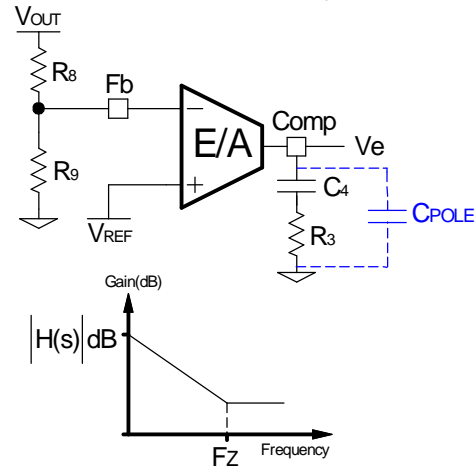 VOUT
R8
Fb
R9
E/A
−
+
VREF
Comp
Ve
C4
R3
CPOLE
Gain(dB)
|H(s)|dB
FZ
Frequency